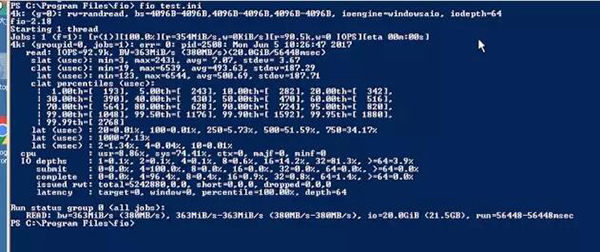 PS C:\Program Files\fio> fio test.ini
4k: (g=0): rw=randread, bs=4096B-4096B,4096B-4096B,4096B-4096B, ioengine=windowsaio, iodepth=64
fio-2.18
Starting 1 thread
Jobs: 1 (f=1): [r(1)][100.0%][r=354MiB/s,w=0KiB/s][r=90.5k,w=0 IOPS][eta 00m:00s]
4k: (groupid=0, jobs=1): err= 0: pid=2508: Mon Jun 5 10:26:47 2017
read: IOPS=92.9k, BW=363MiB/s (380MB/s)(20.0GiB/56448msec)
slat (usec): min=3, max=2431, avg= 7.07, stdev= 3.67
clat (usec): min=19, max=6539, avg=493.63, stdev=187.29
lat (usec): min=123, max=6544, avg=500.69, stdev=187.71
clat percentiles (usec):
| 1.00th=[ 193], 5.00th=[ 243], 10.00th=[ 282], 20.00th=[ 342],
| 30.00th=[ 390], 40.00th=[ 430], 50.00th=[ 470], 60.00th=[ 516],
| 70.00th=[ 564], 80.00th=[ 628], 90.00th=[ 724], 95.00th=[ 820],
| 99.00th=[ 1048], 99.50th=[ 1176], 99.90th=[ 1592], 99.95th=[ 1880],
| 99.99th=[ 2768]
lat (usec) : 20=0.01%, 100=0.01%, 250=5.73%, 500=51.59%, 750=34.17%
lat (usec) : 1000=7.13%
lat (msec) : 2=1.34%, 4=0.04%, 10=0.01%
cpu : usr=8.86%, sys=74.41%, ctx=0, majf=0, minf=0
IO depths : 1=0.1%, 2=0.1%, 4=0.1%, 8=0.6%, 16=14.2%, 32=81.3%, >=64=3.9%
submit : 0=0.0%, 4=100.0%, 8=0.0%, 16=0.0%, 32=0.0%, 64=0.0%, >=64=0.0%
complete : 0=0.0%, 4=96.4%, 8=0.4%, 16=0.9%, 32=0.8%, 64=1.4%, >=64=0.0%
issued rwt: total=5242880,0,0, short=0,0,0, dropped=0,0,0
latency : target=0, window=0, percentile=100.00%, depth=64
Run status group 0 (all jobs):
READ: bw=363MiB/s (380MB/s), 363MiB/s-363MiB/s (380MB/s-380MB/s), io=20.0GiB (21.5GB), run=56448-56448msec
PS C:\Program Files\fio>